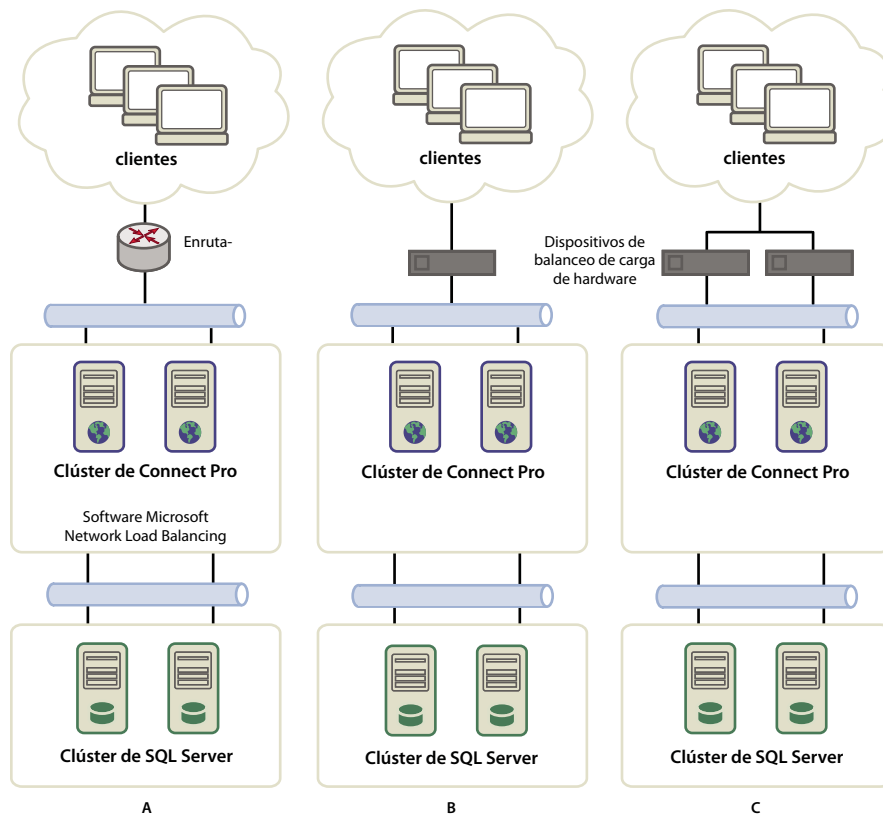 clientes
clientes
clientes
Enruta-
Dispositivos de
balanceo de carga
de hardware
Clúster de Connect Pro
Clúster de Connect Pro
Clúster de Connect Pro
Software Microsoft
Network Load Balancing
Clúster de SQL Server
Clúster de SQL Server
Clúster de SQL Server
A
B
C